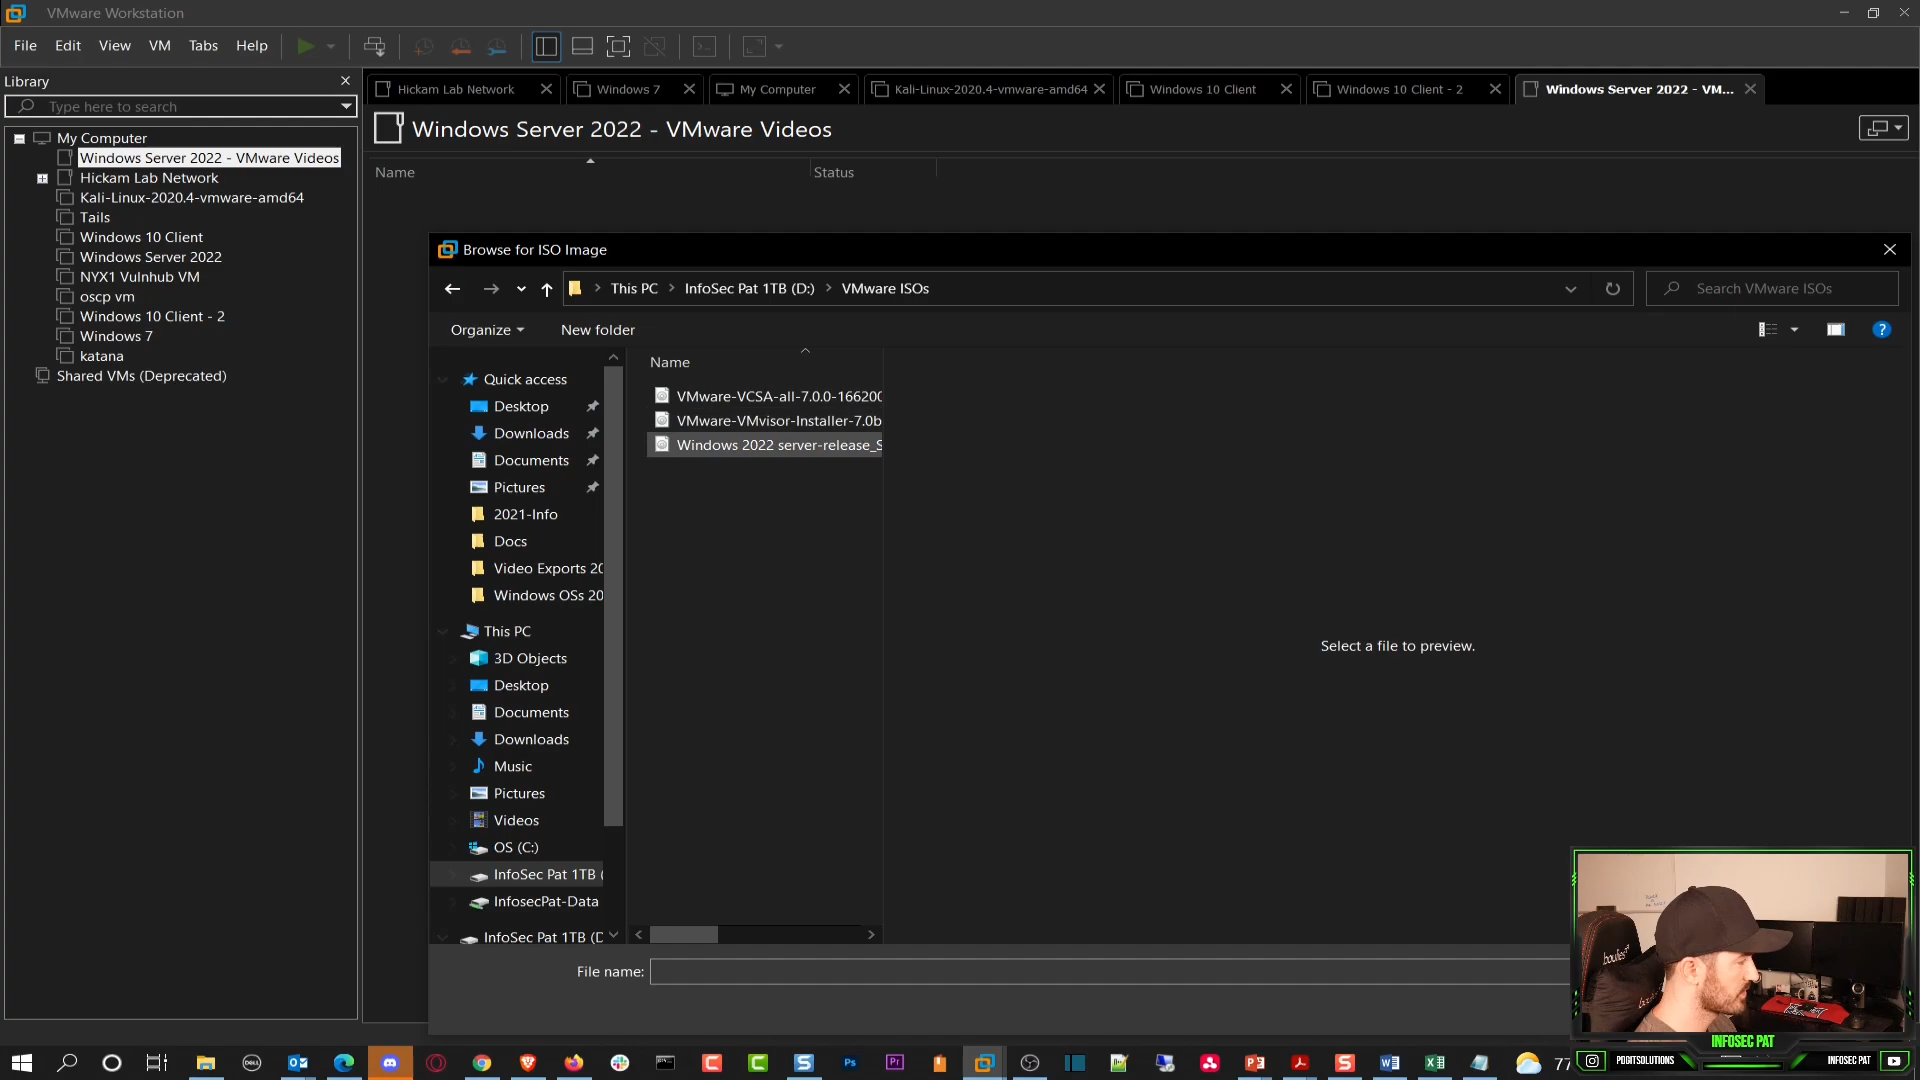 VMware Workstation
File Edit View VM Tabs Help
Library
Type here to search
My Computer
Windows Server 2022 - VMware Videos
Hickam Lab Network
Kali-Linux-2020.4-vmware-amd64
Tails
Windows 10 Client
Windows Server 2022
NYX1 Vulnhub VM
oscp vm
Windows 10 Client - 2
Windows 7
katana
Shared VMs (Deprecated)
Hickam Lab Network Windows 7 My Computer Kali-Linux-2020.4-vmware-amd64 Windows 10 Client Windows 10 Client - 2 Windows Server 2022 - VM...
Windows Server 2022 - VMware Videos
Name Status
Browse for ISO Image
This PC InfoSec Pat 1TB (D:) VMware ISOs
Search VMware ISOs
Organize New folder
Quick access
Desktop
Downloads
Documents
Pictures
2021-Info
Docs
Video Exports 20
Windows OSs 20
This PC
3D Objects
Desktop
Documents
Downloads
Music
Pictures
Videos
OS (C:)
InfoSec Pat 1TB (
InfosecPat-Data
InfoSec Pat 1TB (D
Name
VMware-VCSA-all-7.0.0-166200
VMware-VMvisor-Installer-7.0b
Windows 2022 server-release_S
Select a file to preview.
File name:
INFOSEC PAT
77
PDDITSOLUTIONS
INFOSEC PAT